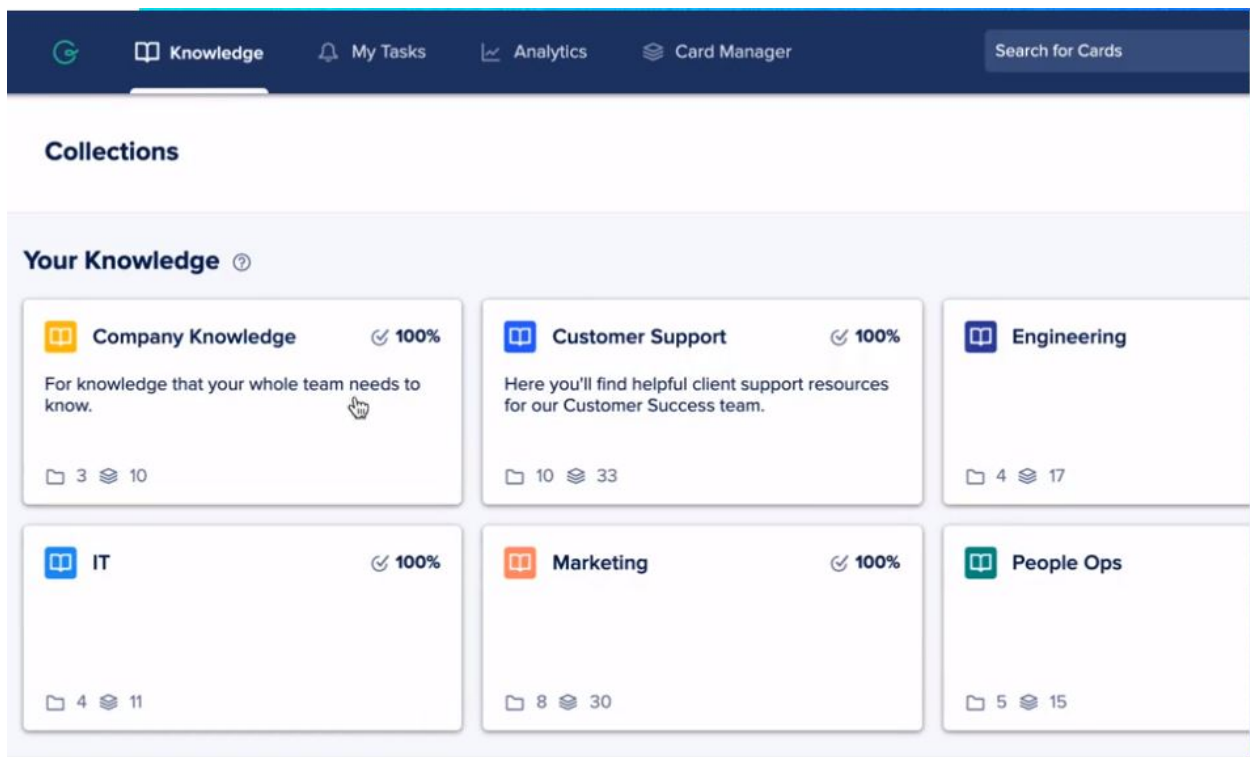 Knowledge My Tasks Analytics Card Manager Search for Cards
Collections
Your Knowledge ?
Company Knowledge 100%
For knowledge that your whole team needs to
know.
3 10
Customer Support 100%
Here you'll find helpful client support resources
for our Customer Success team.
10 33
Engineering
4 17
IT 100%
4 11
Marketing 100%
8 30
People Ops
5 15